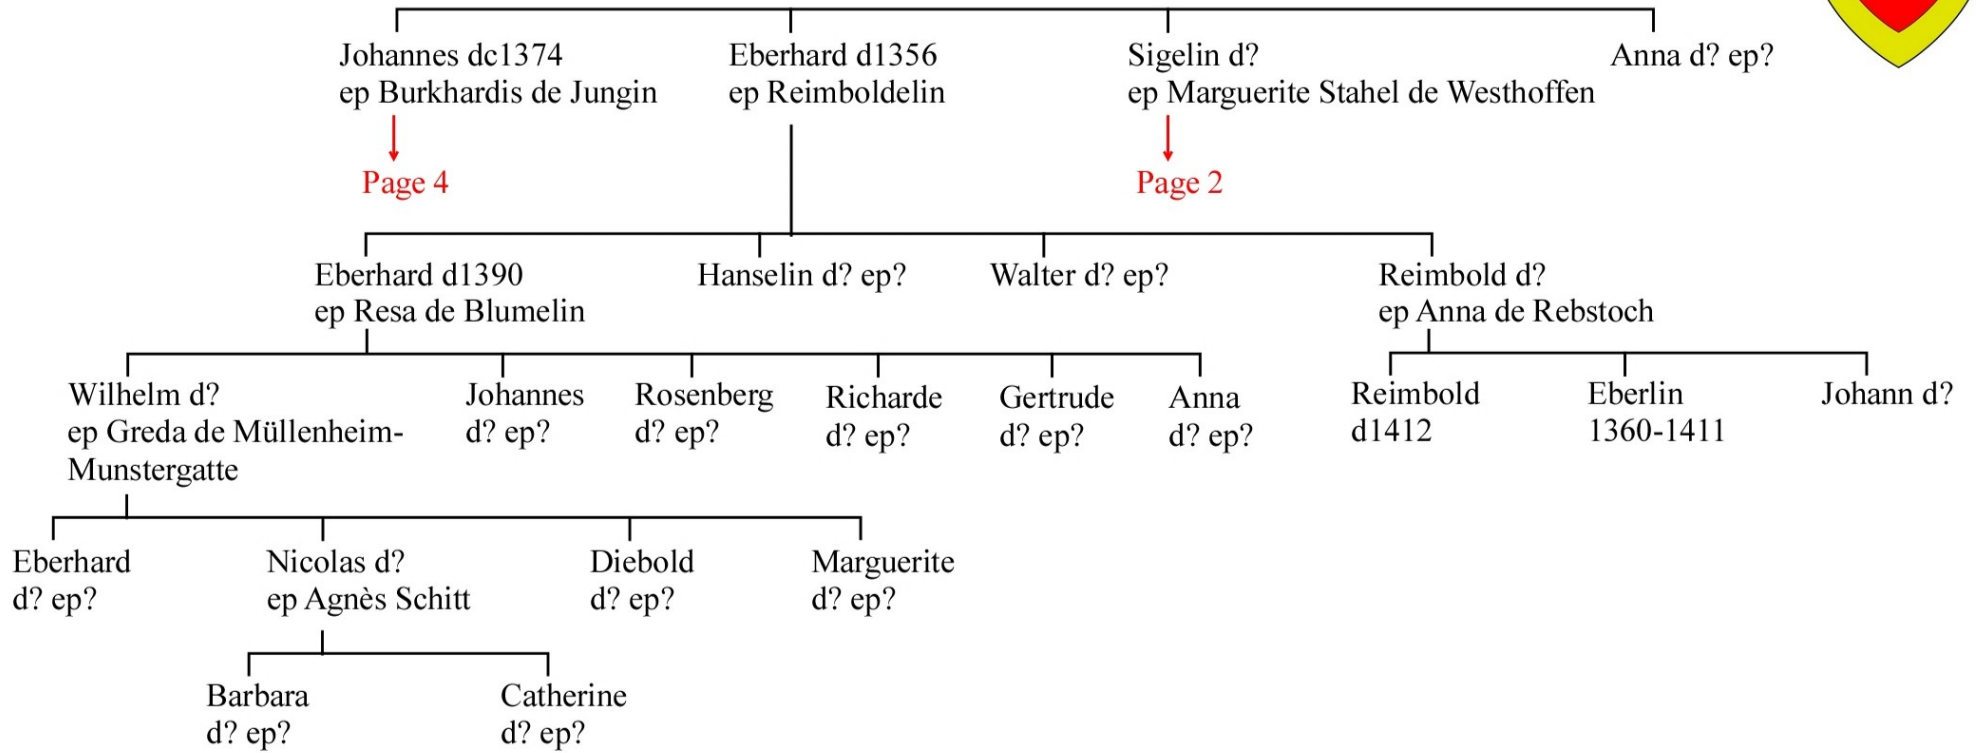 Johannes dc1374
ep Burkhardis de Jungin
Page 4
Eberhard d1356
ep Reimboldelin
Sigelin d?
ep Marguerite Stahel de Westhoffen
Page 2
Anna d? ep?
Eberhard d1390
ep Resa de Blumelin
Hanselin d? ep?
Walter d? ep?
Reimbold d?
ep Anna de Rebstoch
Wilhelm d?
ep Greda de Müllenheim-
Munstergatte
Johannes
d? ep?
Rosenberg
d? ep?
Richarde
d? ep?
Gertrude
d? ep?
Anna
d? ep?
Reimbold
d1412
Eberlin
1360-1411
Johann d?
Eberhard
d? ep?
Nicolas d?
ep Agnès Schitt
Diebold
d? ep?
Marguerite
d? ep?
Barbara
d? ep?
Catherine
d? ep?